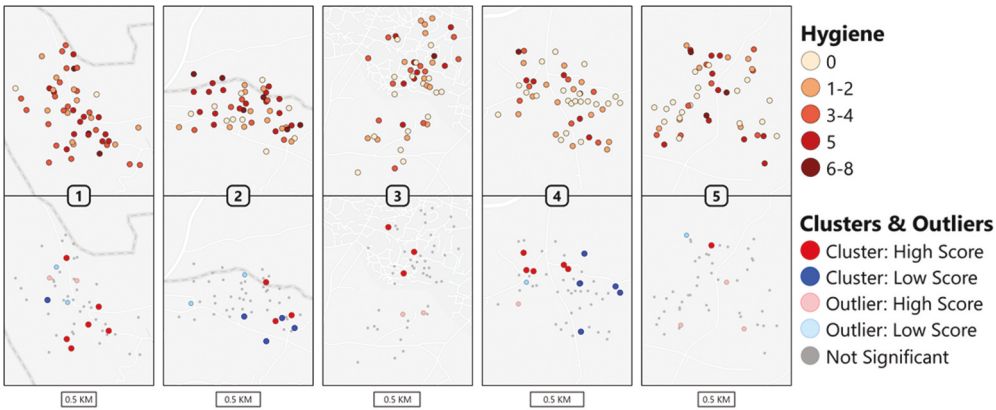 Hygiene
0
1-2
3-4
5
6-8
1
2
3
4
5
Clusters & Outliers
Cluster: High Score
Cluster: Low Score
Outlier: High Score
Outlier: Low Score
Not Significant
0.5 KM
0.5 KM
0.5 KM
0.5 KM
0.5 KM